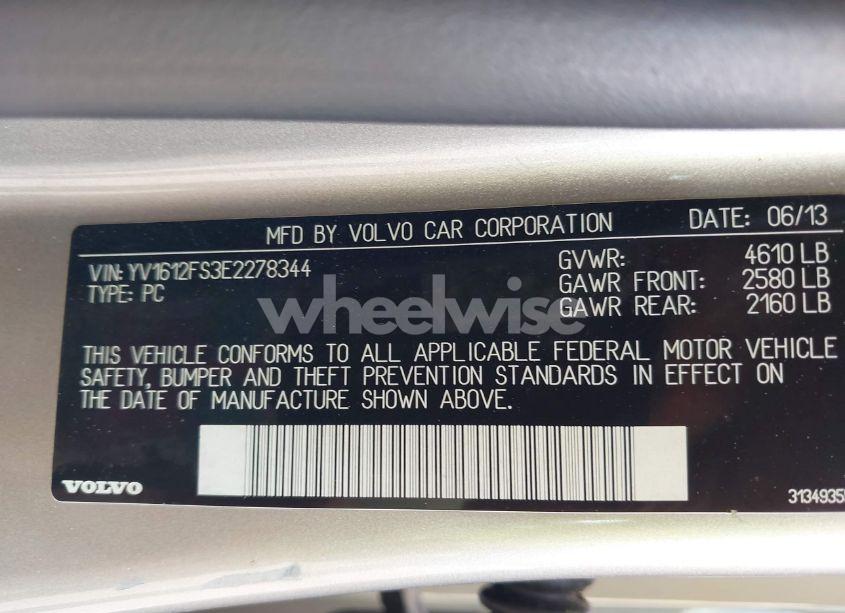 MFD BY VOLVO CAR CORPORATION DATE: 06/13
VIN: YV1612FS3E2278344 GVWR: 4610 LB
TYPE: PC GAWR FRONT: 2580 LB
GAWR REAR: 2160 LB
wheelwise
THIS VEHICLE CONFORMS TO ALL APPLICABLE FEDERAL MOTOR VEHICLE
SAFETY, BUMPER AND THEFT PREVENTION STANDARDS IN EFFECT ON
THE DATE OF MANUFACTURE SHOWN ABOVE.
VOLVO